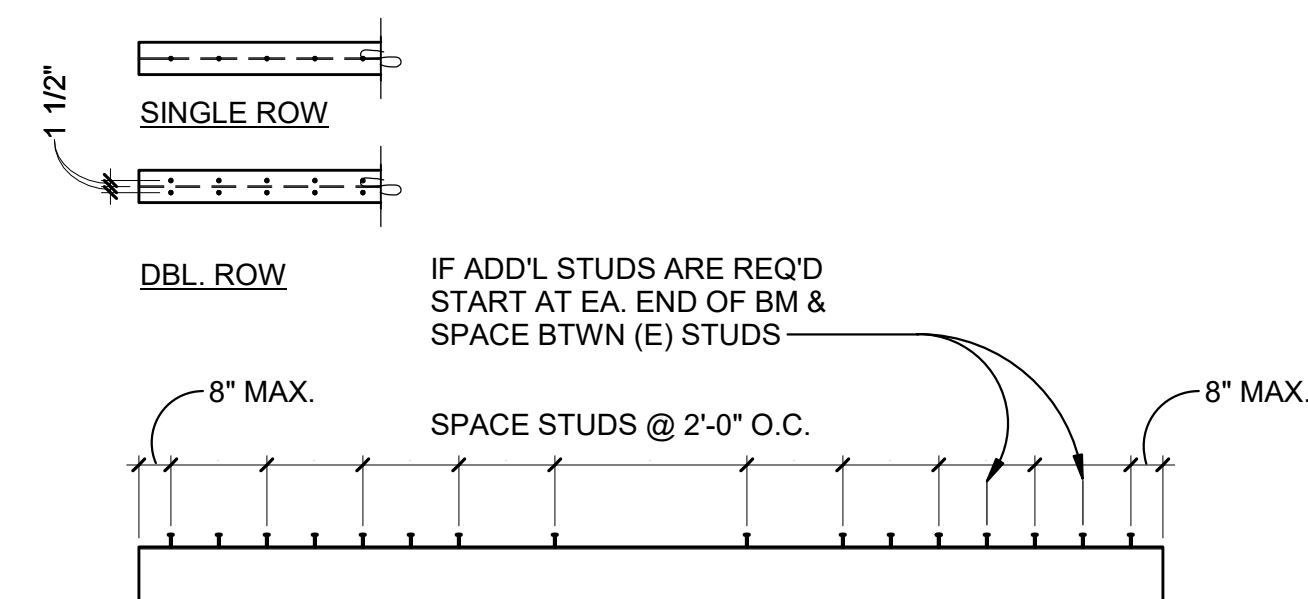 1 1/2"
SINGLE ROW
DBL. ROW
IF ADD'L STUDS ARE REQ'D
START AT EA. END OF BM &
SPACE BTWN (E) STUDS
8" MAX.
8" MAX.
SPACE STUDS @ 2'-0" O.C.